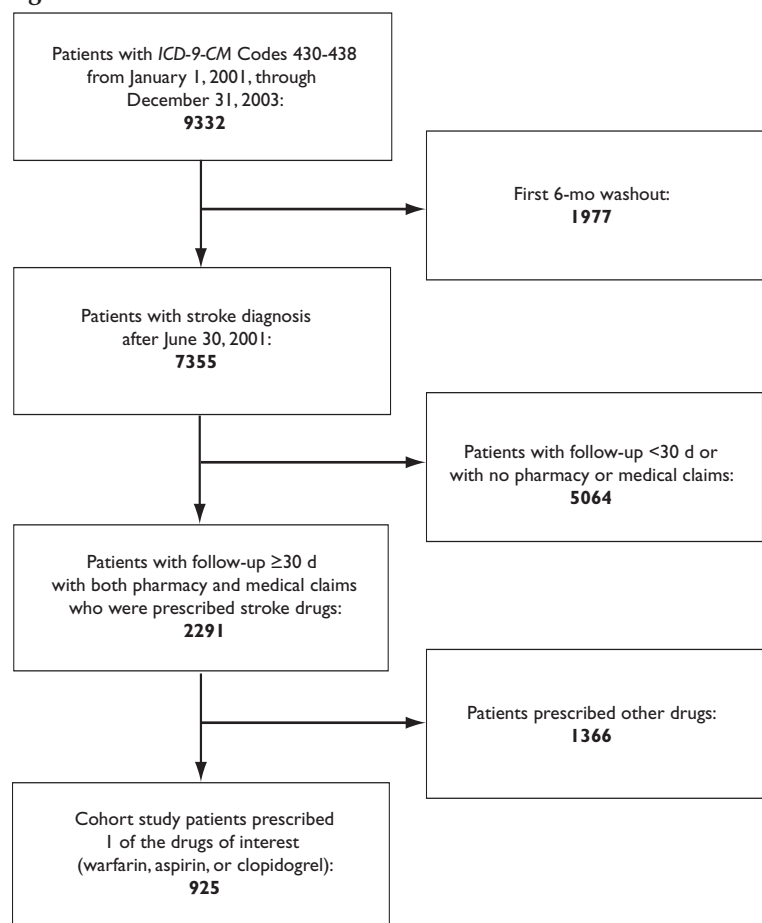 Patients with ICD-9-CM Codes 430-438
from January 1, 2001, through
December 31, 2003:
9332
First 6-mo washout:
1977
Patients with stroke diagnosis
after June 30, 2001:
7355
Patients with follow-up <30 d or
with no pharmacy or medical claims:
5064
Patients with follow-up ≥30 d
with both pharmacy and medical claims
who were prescribed stroke drugs:
2291
Patients prescribed other drugs:
1366
Cohort study patients prescribed
1 of the drugs of interest
(warfarin, aspirin, or clopidogrel):
925